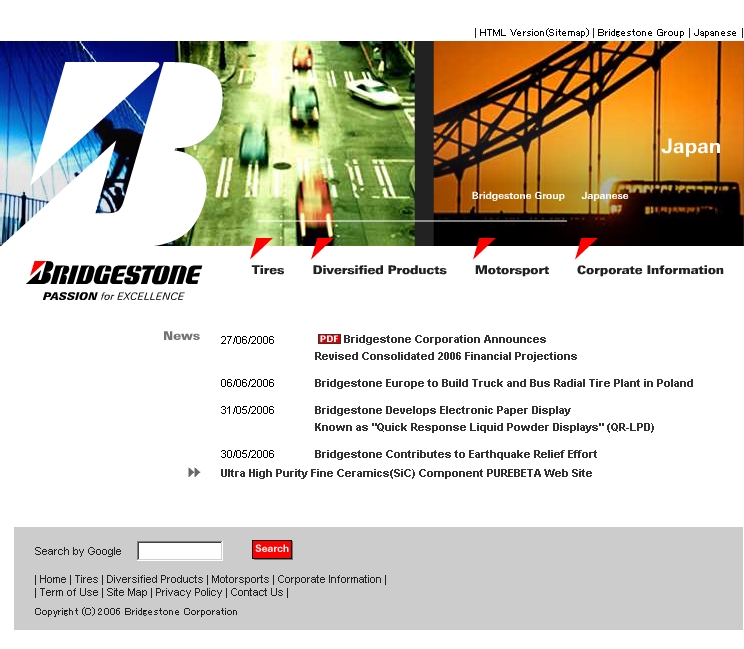 | HTML Version(Sitemap) | Bridgestone Group | Japanese |
Japan
Bridgestone Group Japanese
Tires Diversified Products Motorsport Corporate Information
BRIDGESTONE
PASSION for EXCELLENCE
News
27/06/2006 PDF Bridgestone Corporation Announces
Revised Consolidated 2006 Financial Projections
06/06/2006 Bridgestone Europe to Build Truck and Bus Radial Tire Plant in Poland
31/05/2006 Bridgestone Develops Electronic Paper Display
Known as "Quick Response Liquid Powder Displays" (QR-LPD)
30/05/2006 Bridgestone Contributes to Earthquake Relief Effort
Ultra High Purity Fine Ceramics(SiC) Component PUREBETA Web Site
Search by Google Search
| Home | Tires | Diversified Products | Motorsports | Corporate Information |
| Term of Use | Site Map | Privacy Policy | Contact Us |
Copyright (C) 2006 Bridgestone Corporation